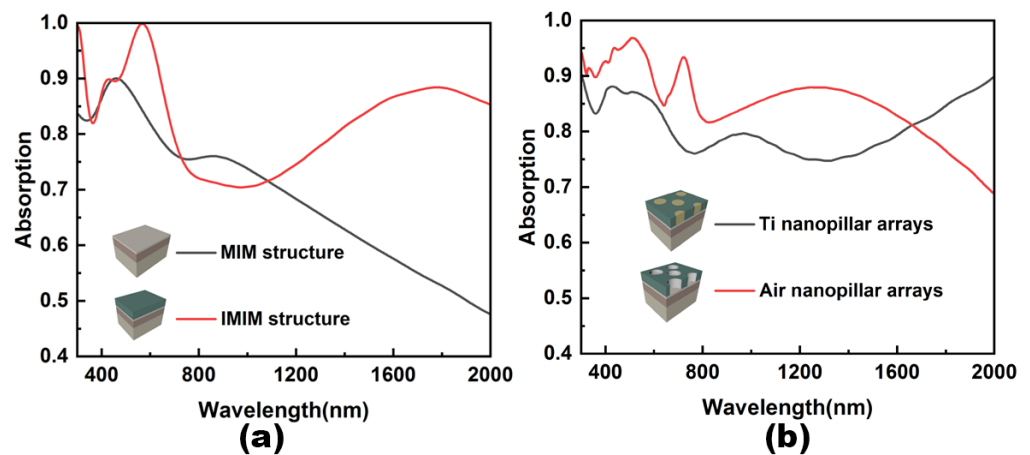 1.0
0.9
0.8
0.7
0.6
0.5
0.4
Absorption
MIM structure
IMIM structure
400 800 1200 1600 2000
Wavelength(nm)
(a)
1.0
0.9
0.8
0.7
0.6
0.5
0.4
Absorption
Ti nanopillar arrays
Air nanopillar arrays
400 800 1200 1600 2000
Wavelength(nm)
(b)